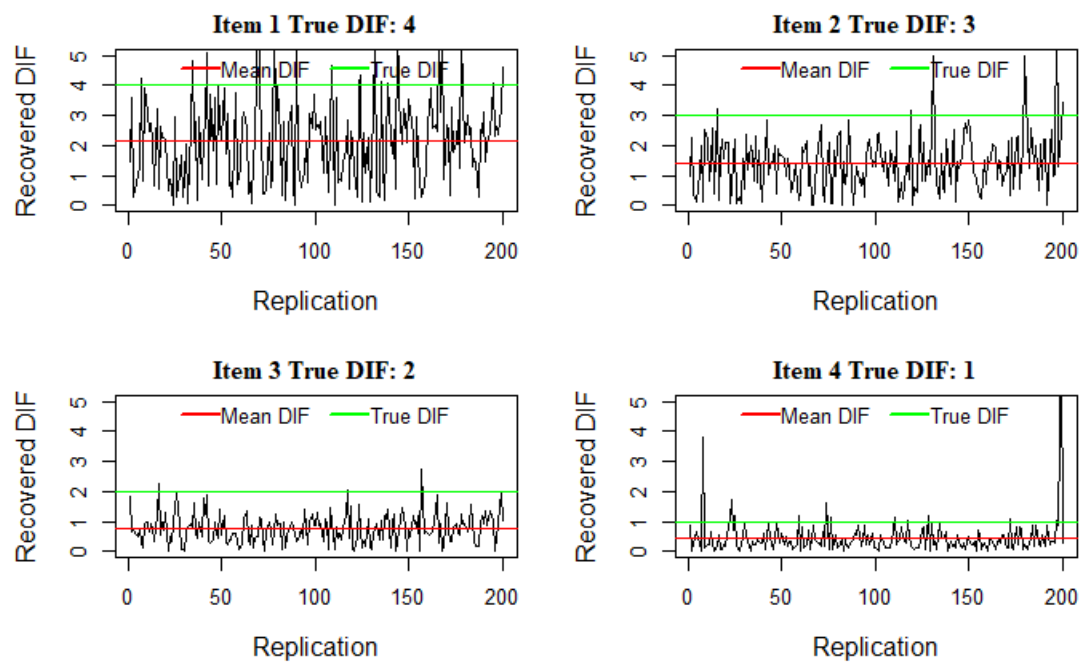 Item 1 True DIF: 4
Recovered DIF
5
4
3
2
1
0
Mean DIF True DIF
0 50 100 150 200
Replication
Item 2 True DIF: 3
Recovered DIF
5
4
3
2
1
0
Mean DIF True DIF
0 50 100 150 200
Replication
Item 3 True DIF: 2
Recovered DIF
5
4
3
2
1
0
Mean DIF True DIF
0 50 100 150 200
Replication
Item 4 True DIF: 1
Recovered DIF
5
4
3
2
1
0
Mean DIF True DIF
0 50 100 150 200
Replication